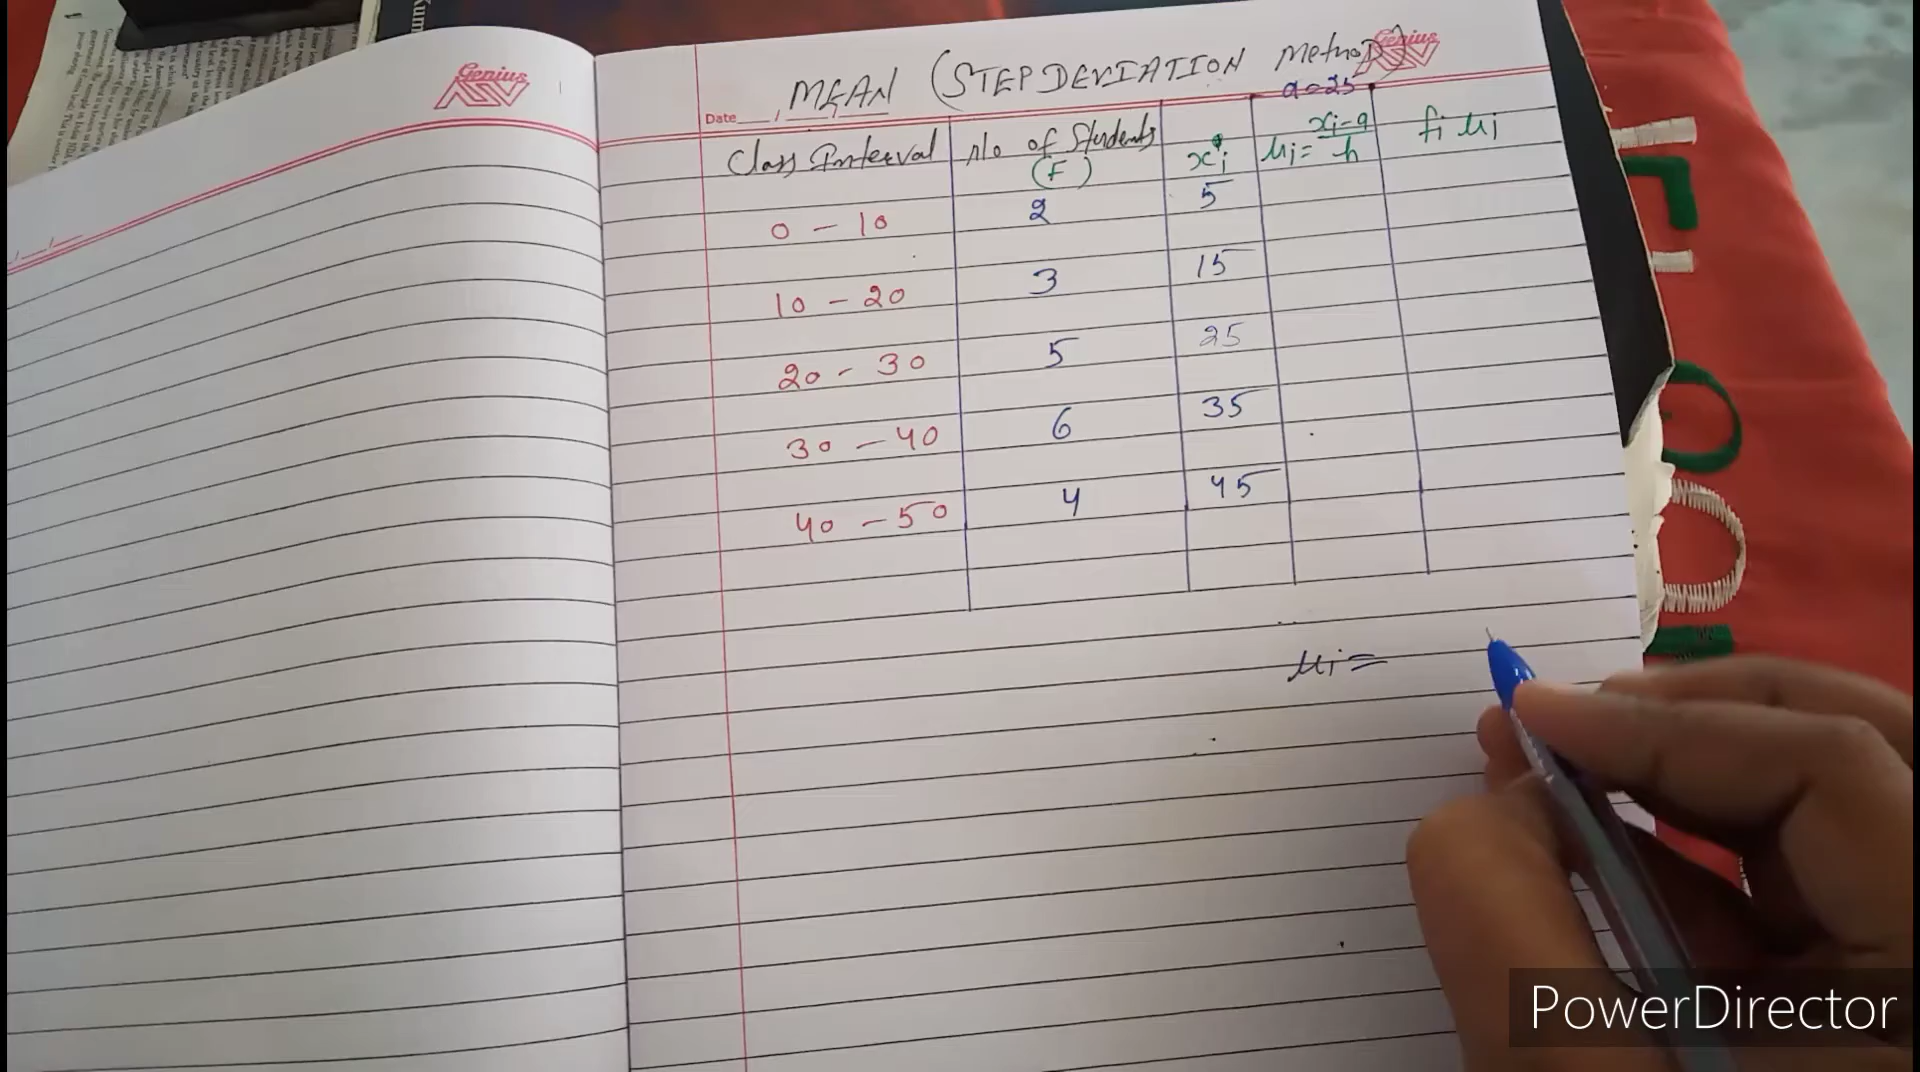 Genius
Genius
MEAN (STEP DEVIATION Method)
Date
a=25
Class Interval No of Students (F) xi ui= xi-a/h fi ui
0 - 10 2 5
10 - 20 3 15
20 - 30 5 25
30 - 40 6 35
40 - 50 4 45
ui=
PowerDirector